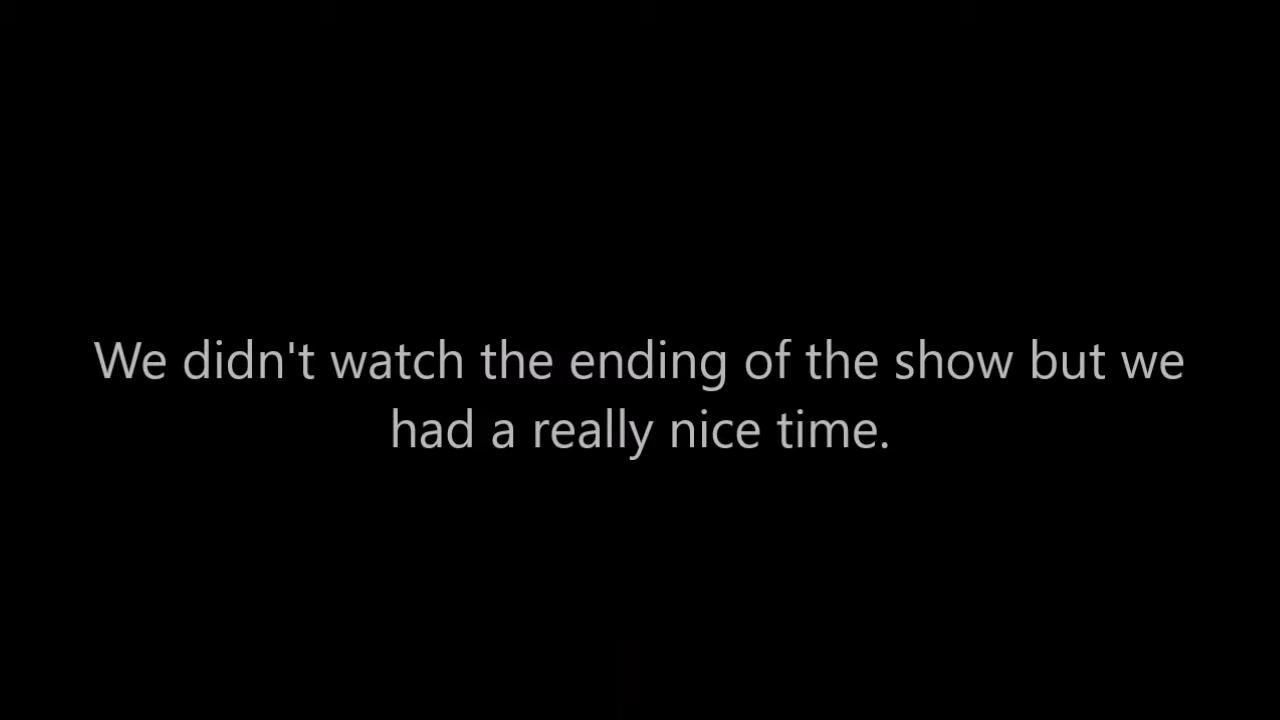 We didn't watch the ending of the show but we
had a really nice time.